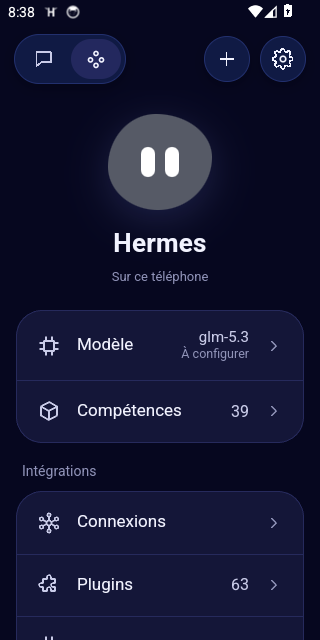 8:38
Hermes
Sur ce téléphone
Modèle
glm-5.3
À configurer
Compétences
39
Intégrations
Connexions
Plugins
63